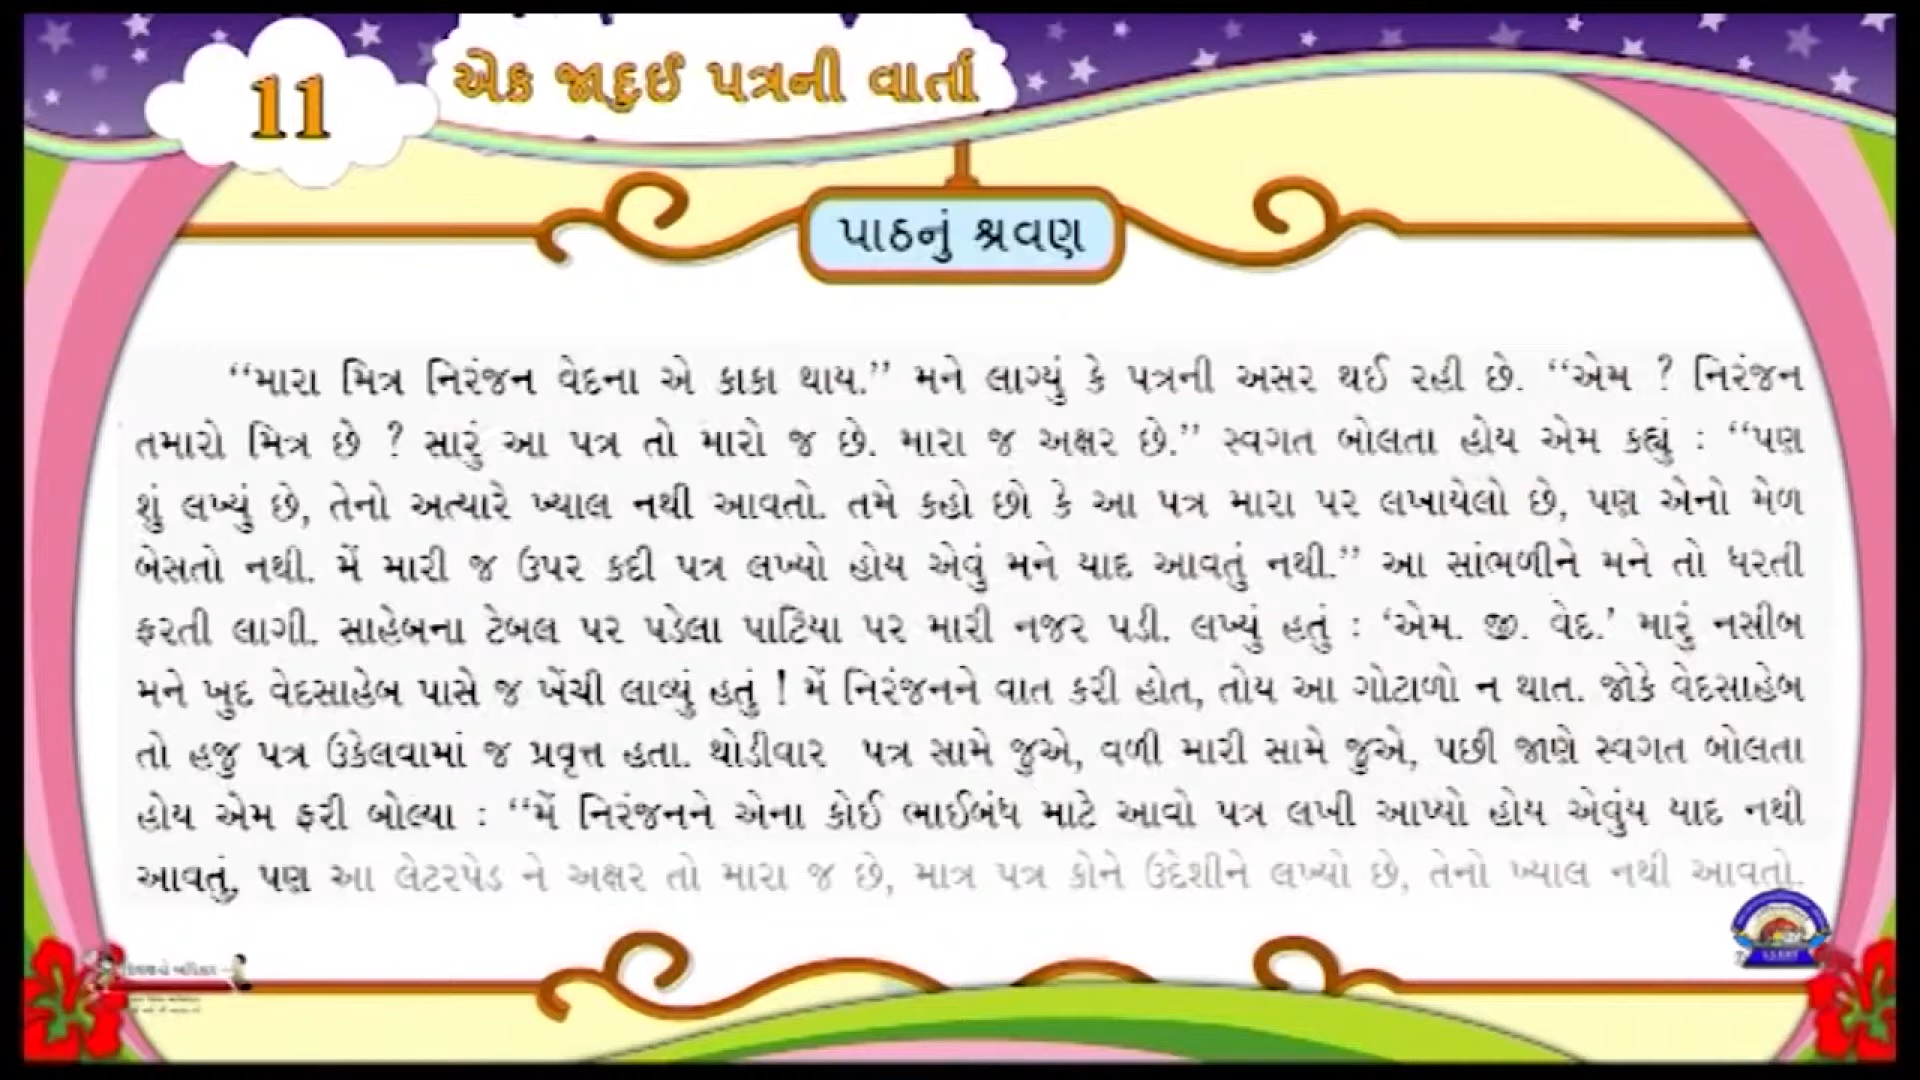 11
એક જાદુઈ પત્રની વાર્તા
પાઠનું શ્રવણ
“મારા મિત્ર નિરંજન વેદના એ કાકા થાય.” મને લાગ્યું કે પત્રની અસર થઈ રહી છે. “એમ ? નિરંજન
તમારો મિત્ર છે ? સારું આ પત્ર તો મારો જ છે. મારા જ અક્ષર છે.” સ્વગત બોલતા હોય એમ કહ્યું : “પણ
શું લખ્યું છે, તેનો અત્યારે ખ્યાલ નથી આવતો. તમે કહો છો કે આ પત્ર મારા પર લખાયેલો છે, પણ એનો મેળ
બેસતો નથી. મેં મારી જ ઉપર કદી પત્ર લખ્યો હોય એવું મને યાદ આવતું નથી.” આ સાંભળીને મને તો ધરતી
ફરતી લાગી. સાહેબના ટેબલ પર પડેલા પાટિયા પર મારી નજર પડી. લખ્યું હતું : ‘એમ. જી. વેદ.’ મારું નસીબ
મને ખુદ વેદસાહેબ પાસે જ ખેંચી લાવ્યું હતું ! મેં નિરંજનને વાત કરી હોત, તોય આ ગોટાળો ન થાત. જોકે વેદસાહેબ
તો હજુ પત્ર ઉકેલવામાં જ પ્રવૃત્ત હતા. થોડીવાર પત્ર સામે જુએ, વળી મારી સામે જુએ, પછી જાણે સ્વગત બોલતા
હોય એમ ફરી બોલ્યા : “મેં નિરંજનને એના કોઈ ભાઈબંધ માટે આવો પત્ર લખી આપ્યો હોય એવુંય યાદ નથી
આવતું, પણ આ લેટરપેડ ને અક્ષર તો મારા જ છે, માત્ર પત્ર કોને ઉદેશીને લખ્યો છે, તેનો ખ્યાલ નથી આવતો.